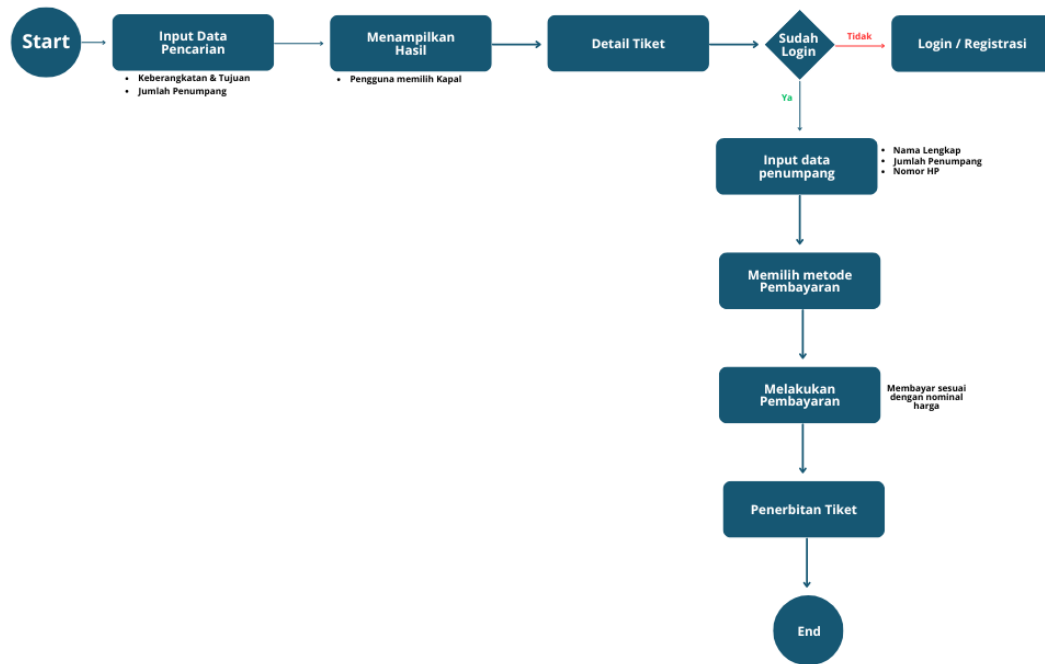 Start
Input Data
Pencarian
• Keberangkatan & Tujuan
• Jumlah Penumpang
Menampilkan
Hasil
• Pengguna memilih Kapal
Detail Tiket
Sudah
Login
Tidak
Login / Registrasi
Ya
Input data
penumpang
• Nama Lengkap
• Jumlah Penumpang
• Nomor HP
Memilih metode
Pembayaran
Melakukan
Pembayaran
Membayar sesuai
dengan nominal
harga
Penerbitan Tiket
End